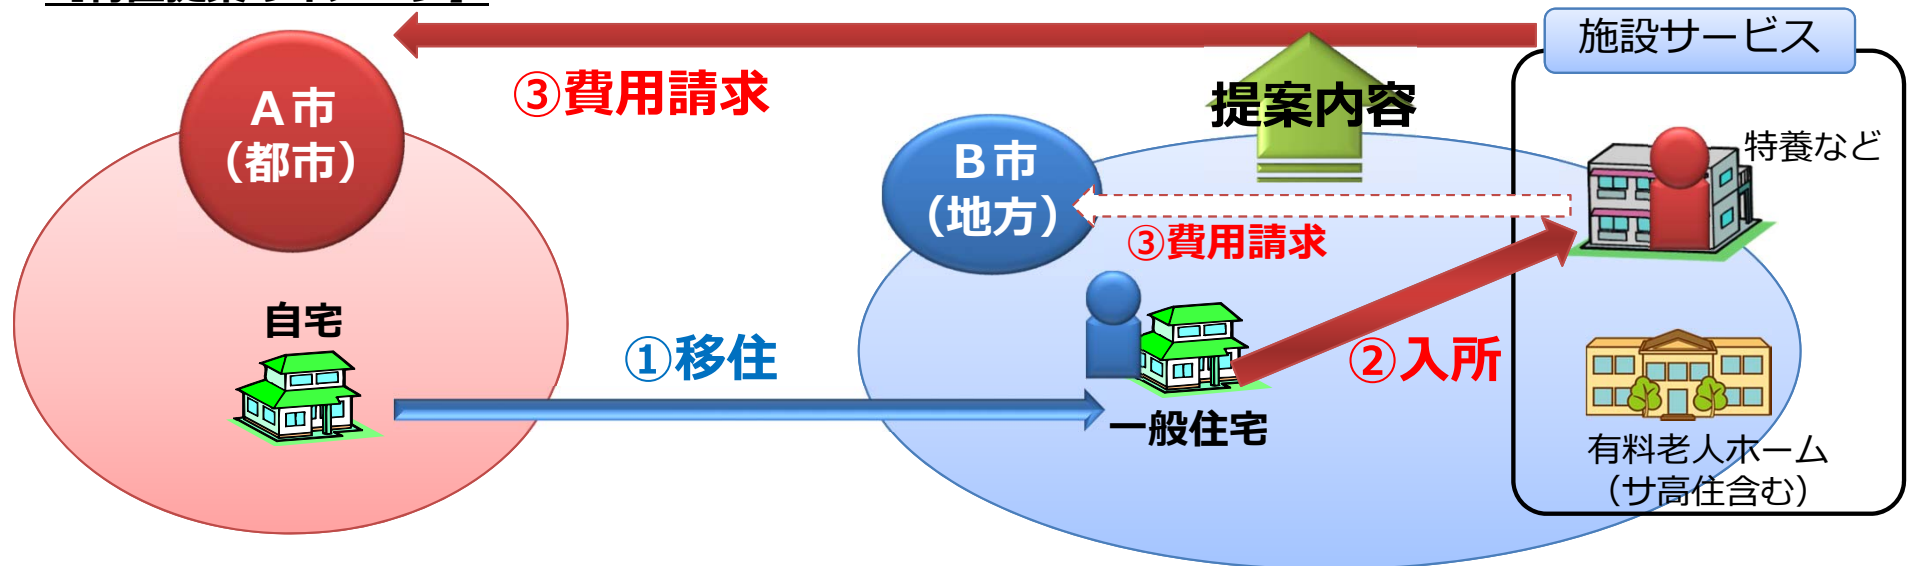 施設サービス
③費用請求
提案内容
A市
（都市）
B市
（地方）
特養など
③費用請求
自宅
①移住
②入所
一般住宅
有料老人ホーム
（サ高住含む）